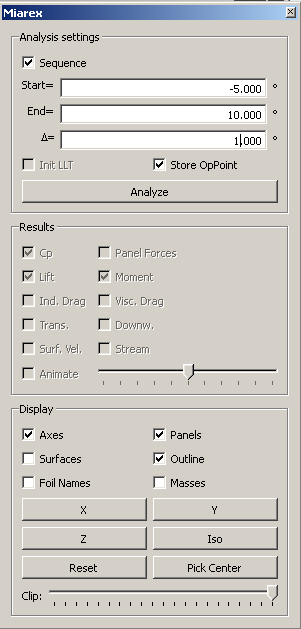 Miarex
Analysis settings
Sequence
Start= -5.000 °
End= 10.000 °
Δ= 1.000 °
Init LLT Store OpPoint
Analyze
Results
Cp Panel Forces
Lift Moment
Ind. Drag Visc. Drag
Trans. Downw.
Surf. Vel. Stream
Animate
Display
Axes Panels
Surfaces Outline
Foil Names Masses
X Y
Z Iso
Reset Pick Center
Clip: